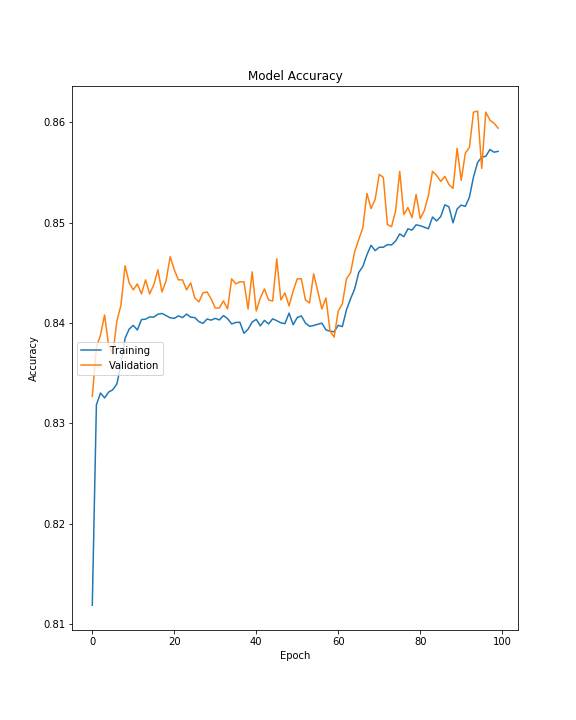 Model Accuracy
0.86
0.85
0.84
0.83
0.82
0.81
Accuracy
Training
Validation
0 20 40 60 80 100
Epoch